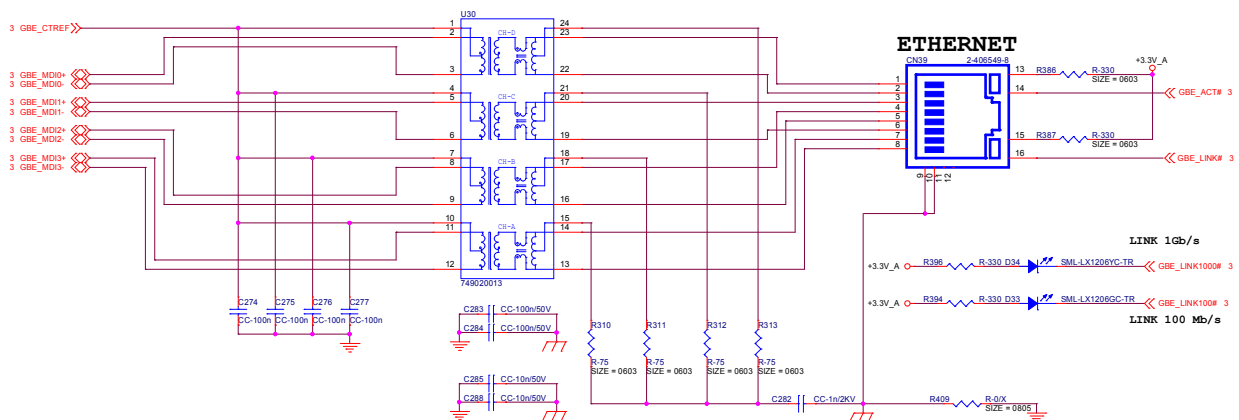 U30
3 GBE_CTREF
1
2
3
4
5
6
7
8
9
10
11
12
CH-D
CH-C
CH-B
CH-A
24
23
22
21
20
19
18
17
16
15
14
13
749020013
3 GBE_MDI0+
3 GBE_MDI0-
3 GBE_MDI1+
3 GBE_MDI1-
3 GBE_MDI2+
3 GBE_MDI2-
3 GBE_MDI3+
3 GBE_MDI3-
ETHERNET
CN39 2-406549-8
1
2
3
4
5
6
7
8
9
10
11
12
13
14
15
16
R386 R-330
SIZE = 0603
+3.3V_A
GBE_ACT# 3
R387 R-330
SIZE = 0603
GBE_LINK# 3
LINK 1Gb/s
+3.3V_A R396 R-330 D34 SML-LX1206YC-TR GBE_LINK1000# 3
+3.3V_A R394 R-330 D33 SML-LX1206GC-TR GBE_LINK100# 3
LINK 100 Mb/s
C274 C275 C276 C277
CC-100n CC-100n CC-100n CC-100n
C283 CC-100n/50V
C284 CC-100n/50V
C285 CC-10n/50V
C288 CC-10n/50V
R310 R311 R312 R313
R-75 R-75 R-75 R-75
SIZE = 0603 SIZE = 0603 SIZE = 0603 SIZE = 0603
C282 CC-1n/2KV
R409 R-0/X
SIZE = 0805